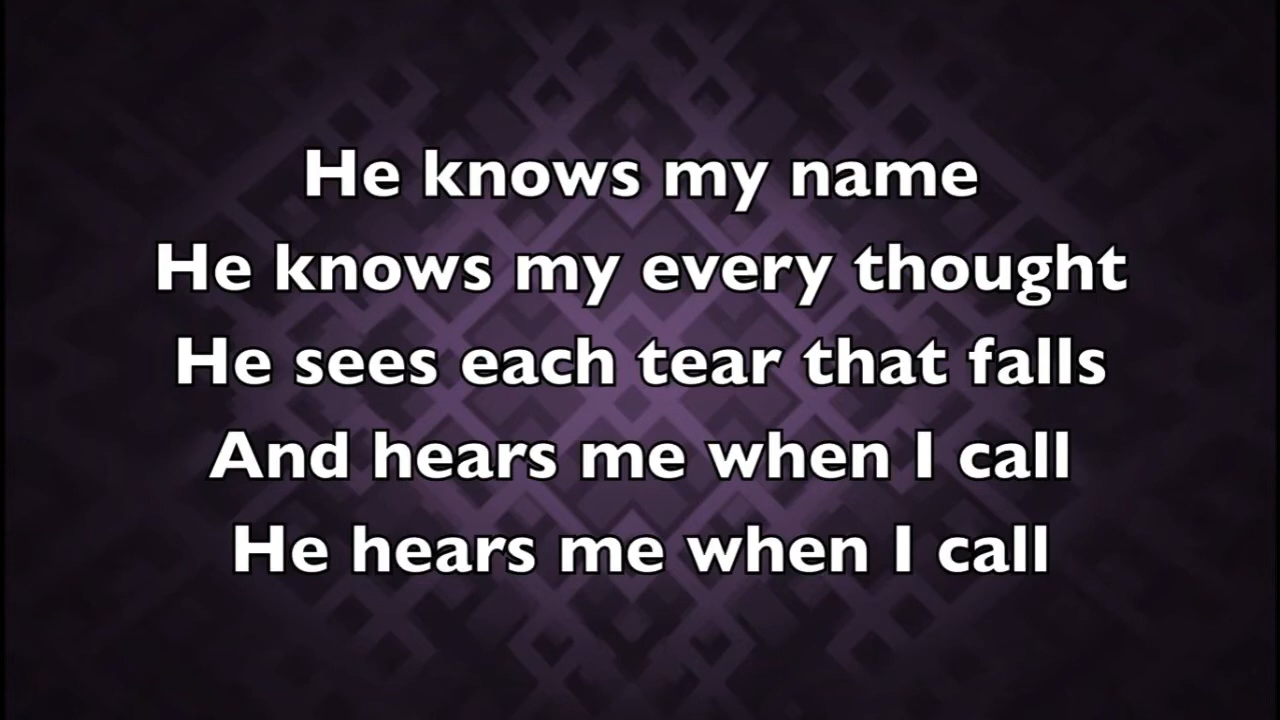 He knows my name
He knows my every thought
He sees each tear that falls
And hears me when I call
He hears me when I call